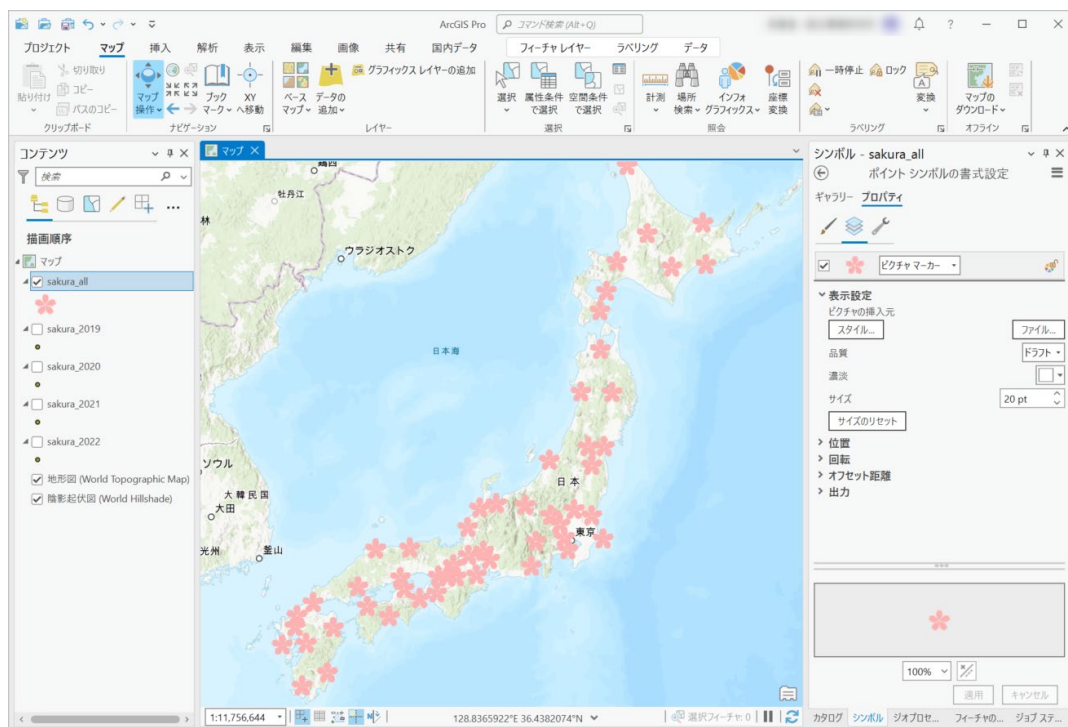 ArcGIS Pro
コマンド検索 (Alt+Q)
?
プロジェクト マップ 挿入 解析 表示 編集 画像 共有 国内データ フィーチャ レイヤー ラベリング データ
貼り付け
切り取り
コピー
パスのコピー
クリップボード
マップ操作
ブックマーク
XY へ移動
ナビゲーション
ベースマップ
データの追加
グラフィックス レイヤーの追加
レイヤー
選択
属性条件で選択
空間条件で選択
選択
計測
場所検索
インフォグラフィックス
座標変換
照会
一時停止
ロック
変換
ラベリング
マップのダウンロード
オフライン
コンテンツ
検索
描画順序
マップ
sakura_all
sakura_2019
sakura_2020
sakura_2021
sakura_2022
地形図 (World Topographic Map)
陰影起伏図 (World Hillshade)
マップ
鶴西
牡丹江
林
ウラジオストク
日本海
ソウル
大韓民国
大田
光州
釜山
日本
東京
1:11,756,644
128.8365922°E 36.4382074°N
選択フィーチャ: 0
シンボル - sakura_all
ポイント シンボルの書式設定
ギャラリー プロパティ
ピクチャ マーカー
表示設定
ピクチャの挿入元
スタイル...
ファイル...
品質
ドラフト
濃淡
サイズ
20 pt
サイズのリセット
位置
回転
オフセット距離
出力
100%
適用
キャンセル
カタログ シンボル ジオプロセ... フィーチャの... ジョブ ステ...